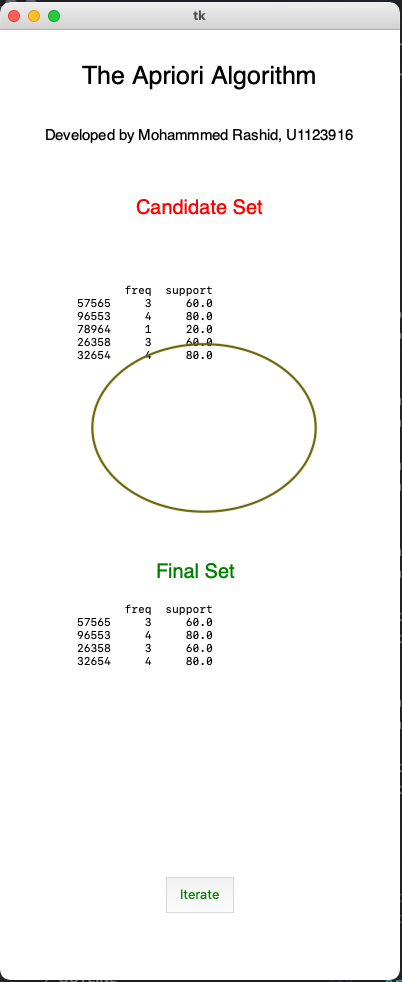 tk
The Apriori Algorithm
Developed by Mohammmed Rashid, U1123916
Candidate Set
freq support
57565 3 60.0
96553 4 80.0
78964 1 20.0
26358 3 60.0
32654 4 80.0
Final Set
freq support
57565 3 60.0
96553 4 80.0
26358 3 60.0
32654 4 80.0
Iterate